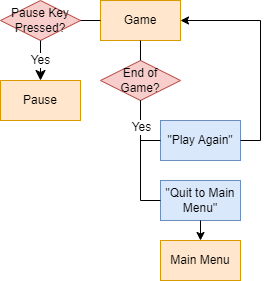 Pause Key
Pressed?
Game
Yes
End of
Game?
Pause
Yes
"Play Again"
"Quit to Main
Menu"
Main Menu